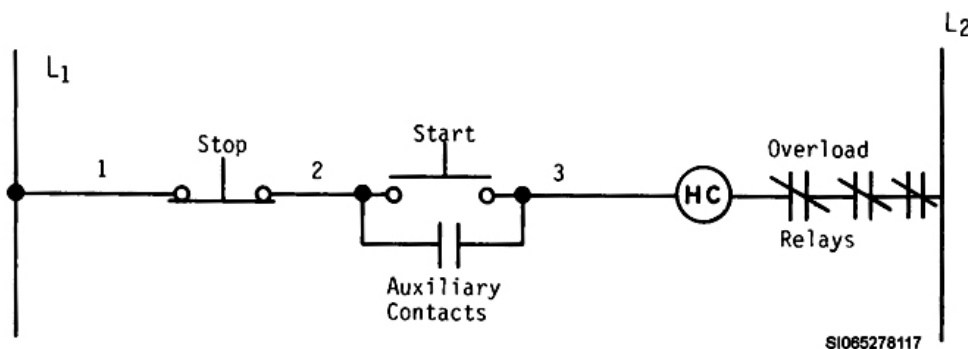 L1
L2
Start
Stop
Overload
1
2
3
HC
Relays
Auxiliary
Contacts
SI065278117